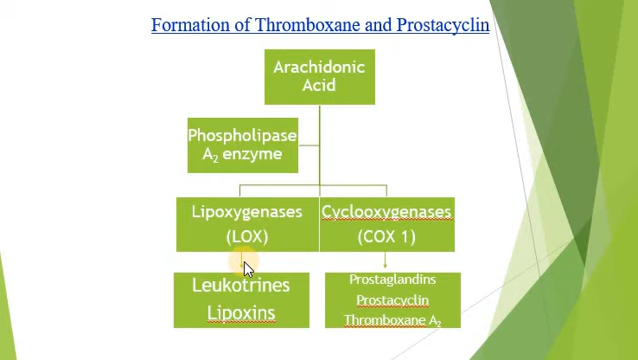 Formation of Thromboxane and Prostacyclin
Arachidonic
Acid
Phospholipase
A₂ enzyme
Lipoxygenases
(LOX)
Cyclooxygenases
(COX 1)
Leukotrines
Lipoxins
Prostaglandins
Prostacyclin
Thromboxane A₂